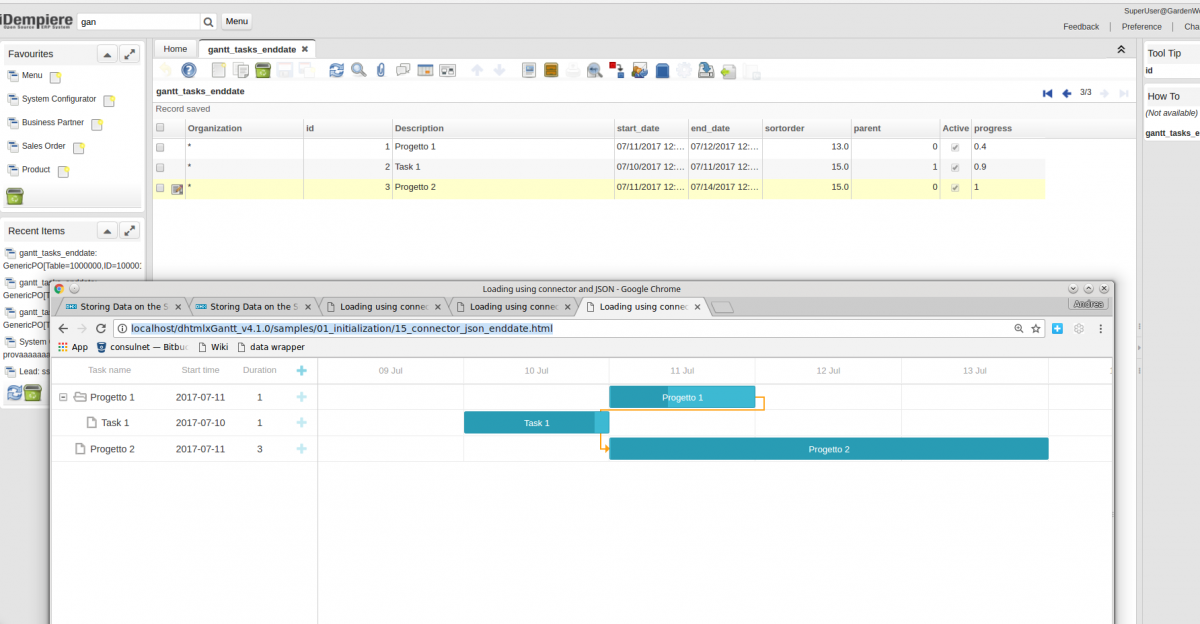 SuperUser@GardenWo
iDempiere
Open Source ERP System
gan
Menu
Feedback | Preference | Cha
Favourites
Menu
System Configurator
Business Partner
Sales Order
Product
Recent Items
gantt_tasks_enddate:
GenericPO[Table=1000000,ID=10000
gantt_tasks_enddate:
GenericPO[T
gantt_ta
GenericPO[T
System
provaaaaaaa
Lead: ss
Home
gantt_tasks_enddate
gantt_tasks_enddate
3/3
Record saved
Organization id Description start_date end_date sortorder parent Active progress
* 1 Progetto 1 07/11/2017 12:... 07/12/2017 12:... 13.0 0 0.4
* 2 Task 1 07/10/2017 12:... 07/11/2017 12:... 15.0 1 0.9
* 3 Progetto 2 07/11/2017 12:... 07/14/2017 12:... 15.0 0 1
Tool Tip
id
How To
(Not available)
gantt_tasks_e
Loading using connector and JSON - Google Chrome
Storing Data on the S
Storing Data on the S
Loading using connec
Loading using connec
Loading using connec
Andrea
localhost/dhtmlxGantt_v4.1.0/samples/01_initialization/15_connector_json_enddate.html
App
consulnet — Bitbuc
Wiki
data wrapper
Task name Start time Duration
09 Jul 10 Jul 11 Jul 12 Jul 13 Jul
Progetto 1 2017-07-11 1
Progetto 1
Task 1 2017-07-10 1
Task 1
Progetto 2 2017-07-11 3
Progetto 2